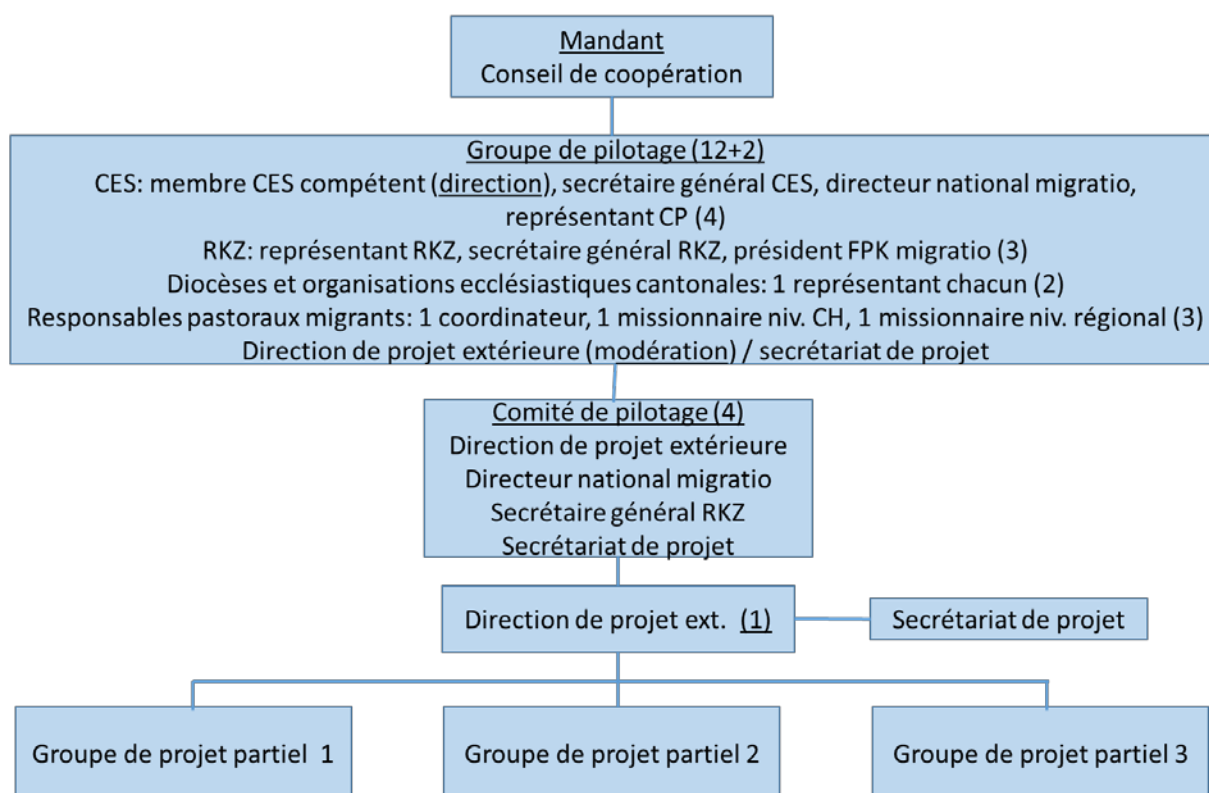 Mandant
Conseil de coopération
Groupe de pilotage (12+2)
CES: membre CES compétent (direction), secrétaire général CES, directeur national migratio,
représentant CP (4)
RKZ: représentant RKZ, secrétaire général RKZ, président FPK migratio (3)
Diocèses et organisations ecclésiastiques cantonales: 1 représentant chacun (2)
Responsables pastoraux migrants: 1 coordinateur, 1 missionnaire niv. CH, 1 missionnaire niv. régional (3)
Direction de projet extérieure (modération) / secrétariat de projet
Comité de pilotage (4)
Direction de projet extérieure
Directeur national migratio
Secrétaire général RKZ
Secrétariat de projet
Direction de projet ext. (1)
Secrétariat de projet
Groupe de projet partiel 1
Groupe de projet partiel 2
Groupe de projet partiel 3